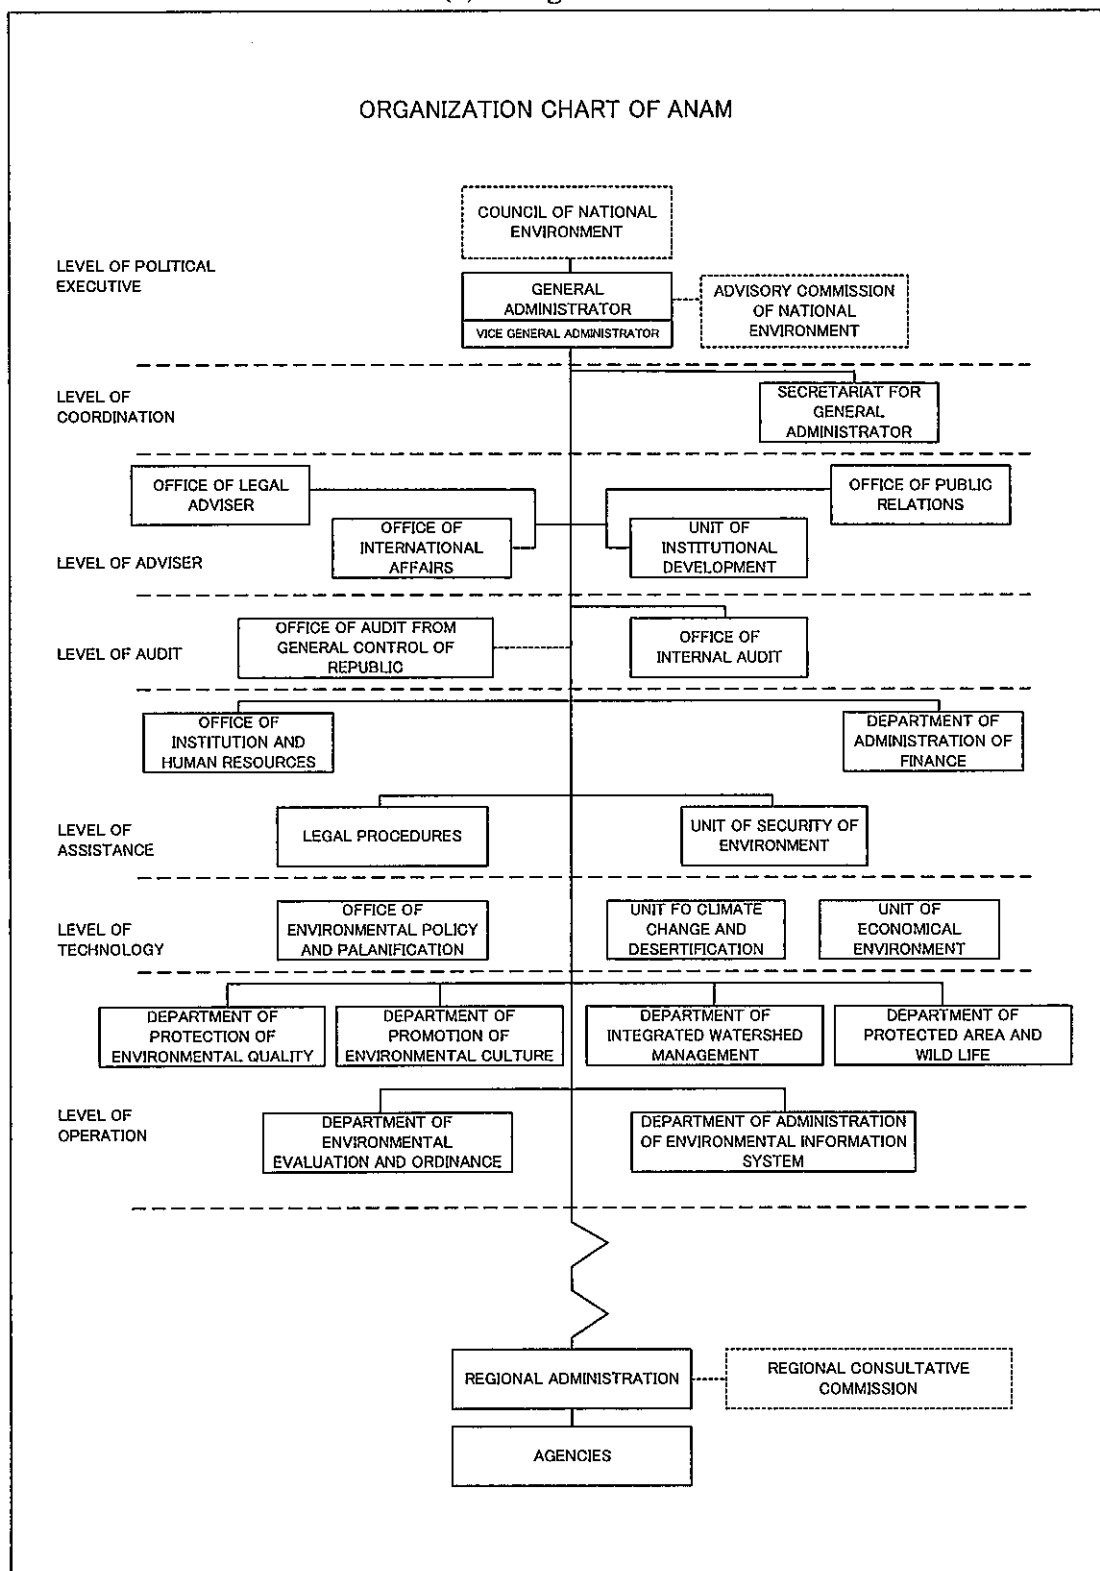 ORGANIZATION CHART OF ANAM
COUNCIL OF NATIONAL
ENVIRONMENT
LEVEL OF POLITICAL
EXECUTIVE
GENERAL
ADMINISTRATOR
VICE GENERAL ADMINISTRATOR
ADVISORY COMMISSION
OF NATIONAL
ENVIRONMENT
LEVEL OF
COORDINATION
SECRETARIAT FOR
GENERAL
ADMINISTRATOR
OFFICE OF LEGAL
ADVISER
OFFICE OF PUBLIC
RELATIONS
OFFICE OF
INTERNATIONAL
AFFAIRS
UNIT OF
INSTITUTIONAL
DEVELOPMENT
LEVEL OF ADVISER
OFFICE OF AUDIT FROM
GENERAL CONTROL OF
REPUBLIC
OFFICE OF
INTERNAL AUDIT
LEVEL OF AUDIT
OFFICE OF
INSTITUTION AND
HUMAN RESOURCES
DEPARTMENT OF
ADMINISTRATION OF
FINANCE
LEVEL OF
ASSISTANCE
LEGAL PROCEDURES
UNIT OF SECURITY OF
ENVIRONMENT
LEVEL OF
TECHNOLOGY
OFFICE OF
ENVIRONMENTAL POLICY
AND PALANIFICATION
UNIT FO CLIMATE
CHANGE AND
DESERTIFICATION
UNIT OF
ECONOMICAL
ENVIRONMENT
DEPARTMENT OF
PROTECTION OF
ENVIRONMENTAL QUALITY
DEPARTMENT OF
PROMOTION OF
ENVIRONMENTAL CULTURE
DEPARTMENT OF
INTEGRATED WATERSHED
MANAGEMENT
DEPARTMENT OF
PROTECTED AREA AND
WILD LIFE
LEVEL OF
OPERATION
DEPARTMENT OF
ENVIRONMENTAL
EVALUATION AND ORDINANCE
DEPARTMENT OF ADMINISTRATION
OF ENVIRONMENTAL INFORMATION
SYSTEM
REGIONAL ADMINISTRATION
REGIONAL CONSULTATIVE
COMMISSION
AGENCIES